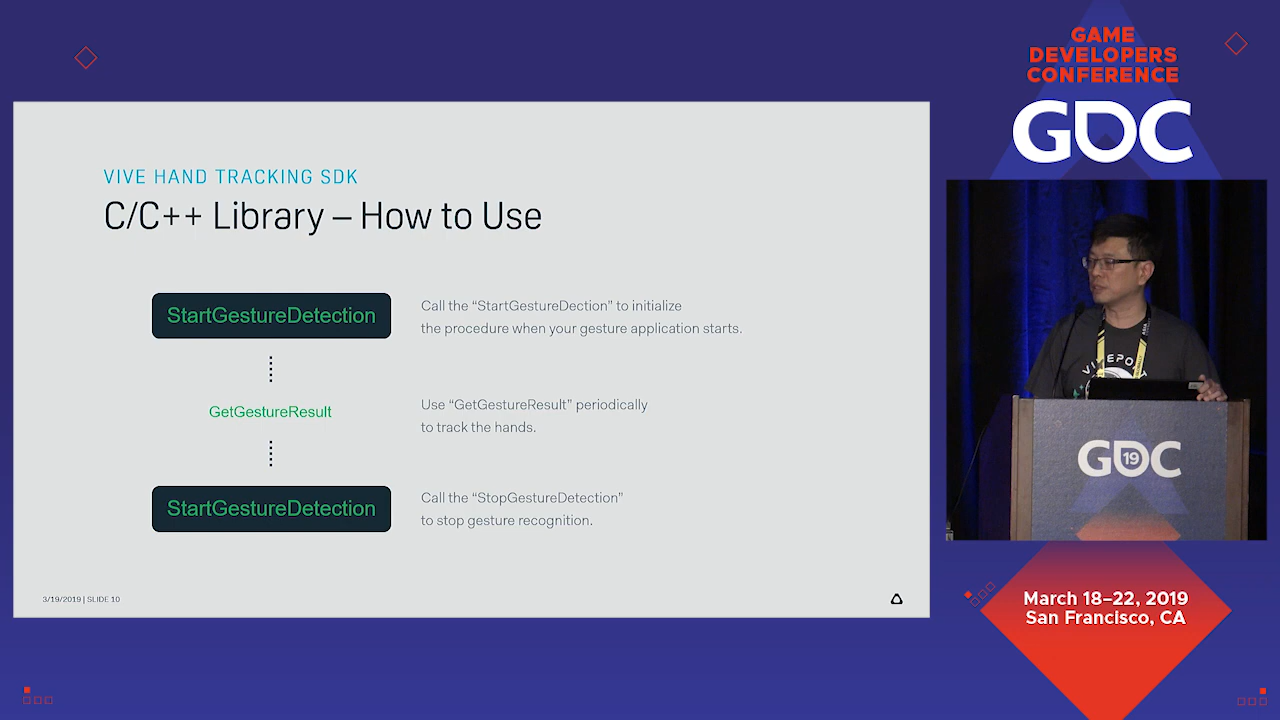 GAME
DEVELOPERS
CONFERENCE
GDC
VIVE HAND TRACKING SDK
C/C++ Library – How to Use
StartGestureDetection
Call the “StartGestureDection” to initialize
the procedure when your gesture application starts.
GetGestureResult
Use “GetGestureResult” periodically
to track the hands.
StartGestureDetection
Call the “StopGestureDetection”
to stop gesture recognition.
3/19/2019 | SLIDE 10
VIVEPORT
GDC
19
March 18–22, 2019
San Francisco, CA